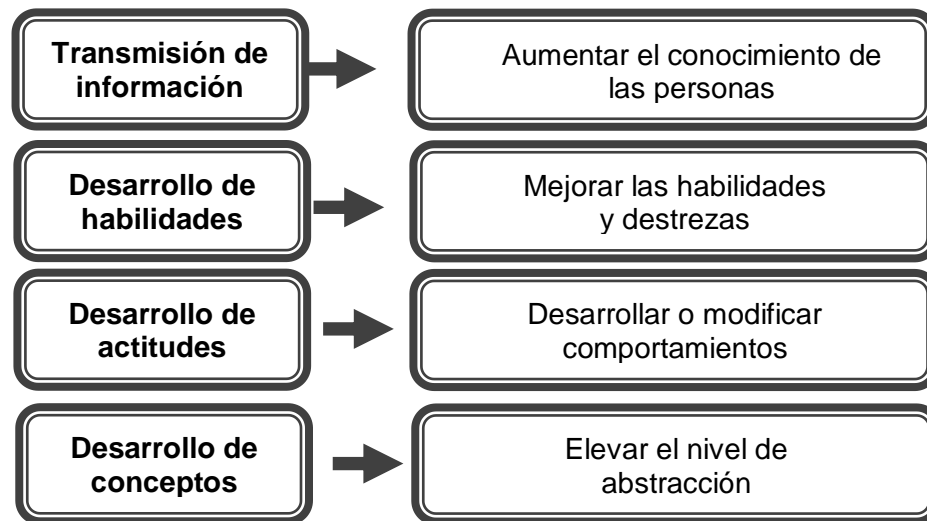 Transmisión de
información
Aumentar el conocimiento de
las personas
Desarrollo de
habilidades
Mejorar las habilidades
y destrezas
Desarrollo de
actitudes
Desarrollar o modificar
comportamientos
Desarrollo de
conceptos
Elevar el nivel de
abstracción